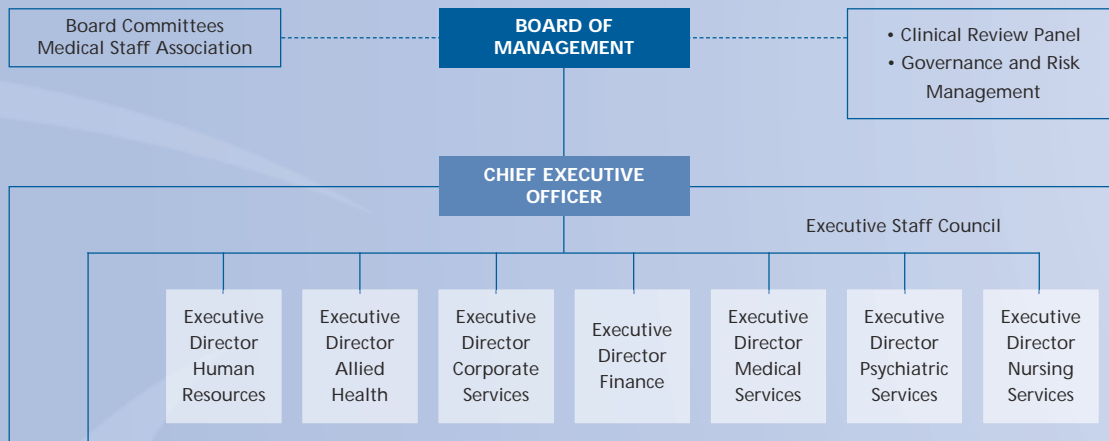 Board Committees
Medical Staff Association
BOARD OF
MANAGEMENT
• Clinical Review Panel
• Governance and Risk
Management
CHIEF EXECUTIVE
OFFICER
Executive Staff Council
Executive
Director
Human
Resources
Executive
Director
Allied
Health
Executive
Director
Corporate
Services
Executive
Director
Finance
Executive
Director
Medical
Services
Executive
Director
Psychiatric
Services
Executive
Director
Nursing
Services